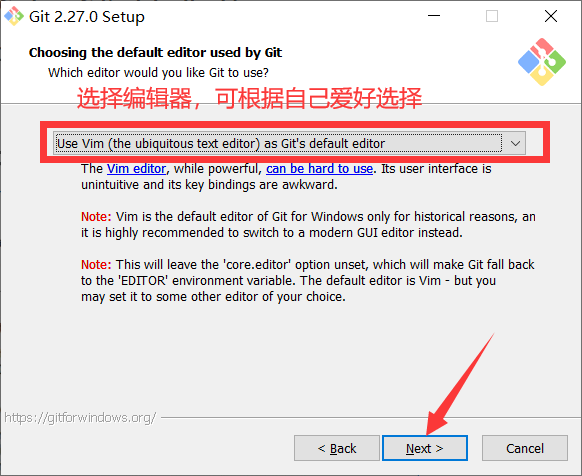 Git 2.27.0 Setup
Choosing the default editor used by Git
Which editor would you like Git to use?
选择编辑器，可根据自己爱好选择
Use Vim (the ubiquitous text editor) as Git's default editor
The Vim editor, while powerful, can be hard to use. Its user interface is
unintuitive and its key bindings are awkward.
Note: Vim is the default editor of Git for Windows only for historical reasons, an
it is highly recommended to switch to a modern GUI editor instead.
Note: This will leave the 'core.editor' option unset, which will make Git fall back
to the 'EDITOR' environment variable. The default editor is Vim - but you
may set it to some other editor of your choice.
https://gitforwindows.org/
< Back
Next >
Cancel